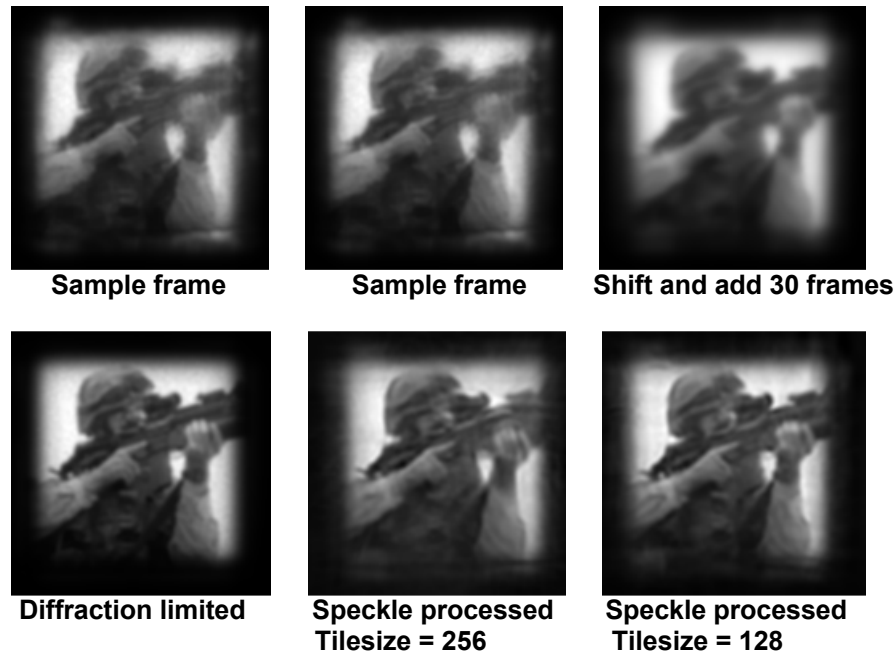 Sample frame
Sample frame
Shift and add 30 frames
Diffraction limited
Speckle processed
Tilesize = 256
Speckle processed
Tilesize = 128